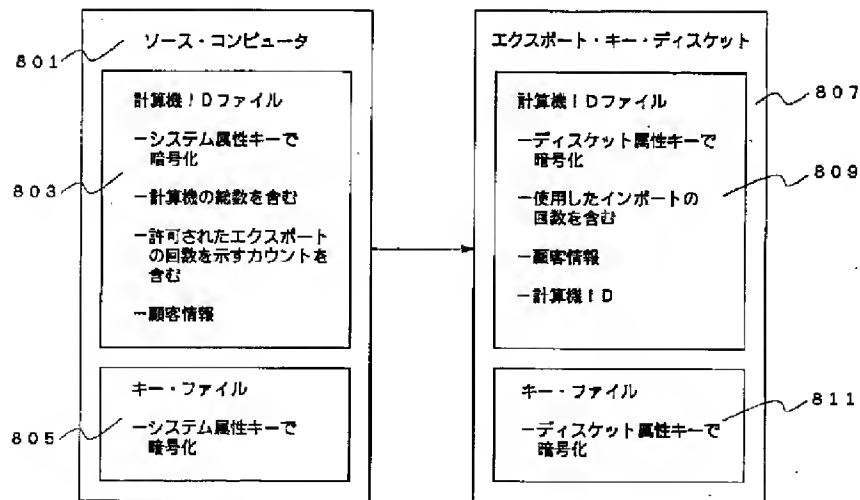 801
ソース・コンピュータ
計算機IDファイル
ーシステム属性キーで
暗号化
803
ー計算機の総数を含む
ー許可されたエクスポート
の回数を示すカウントを
含む
ー顧客情報
キー・ファイル
805
ーシステム属性キーで
暗号化
エクスポート・キー・ディスケット
807
計算機IDファイル
ーディスケット属性キーで
暗号化
809
ー使用したインポートの
回数を含む
ー顧客情報
ー計算機ID
キー・ファイル
811
ーディスケット属性キーで
暗号化